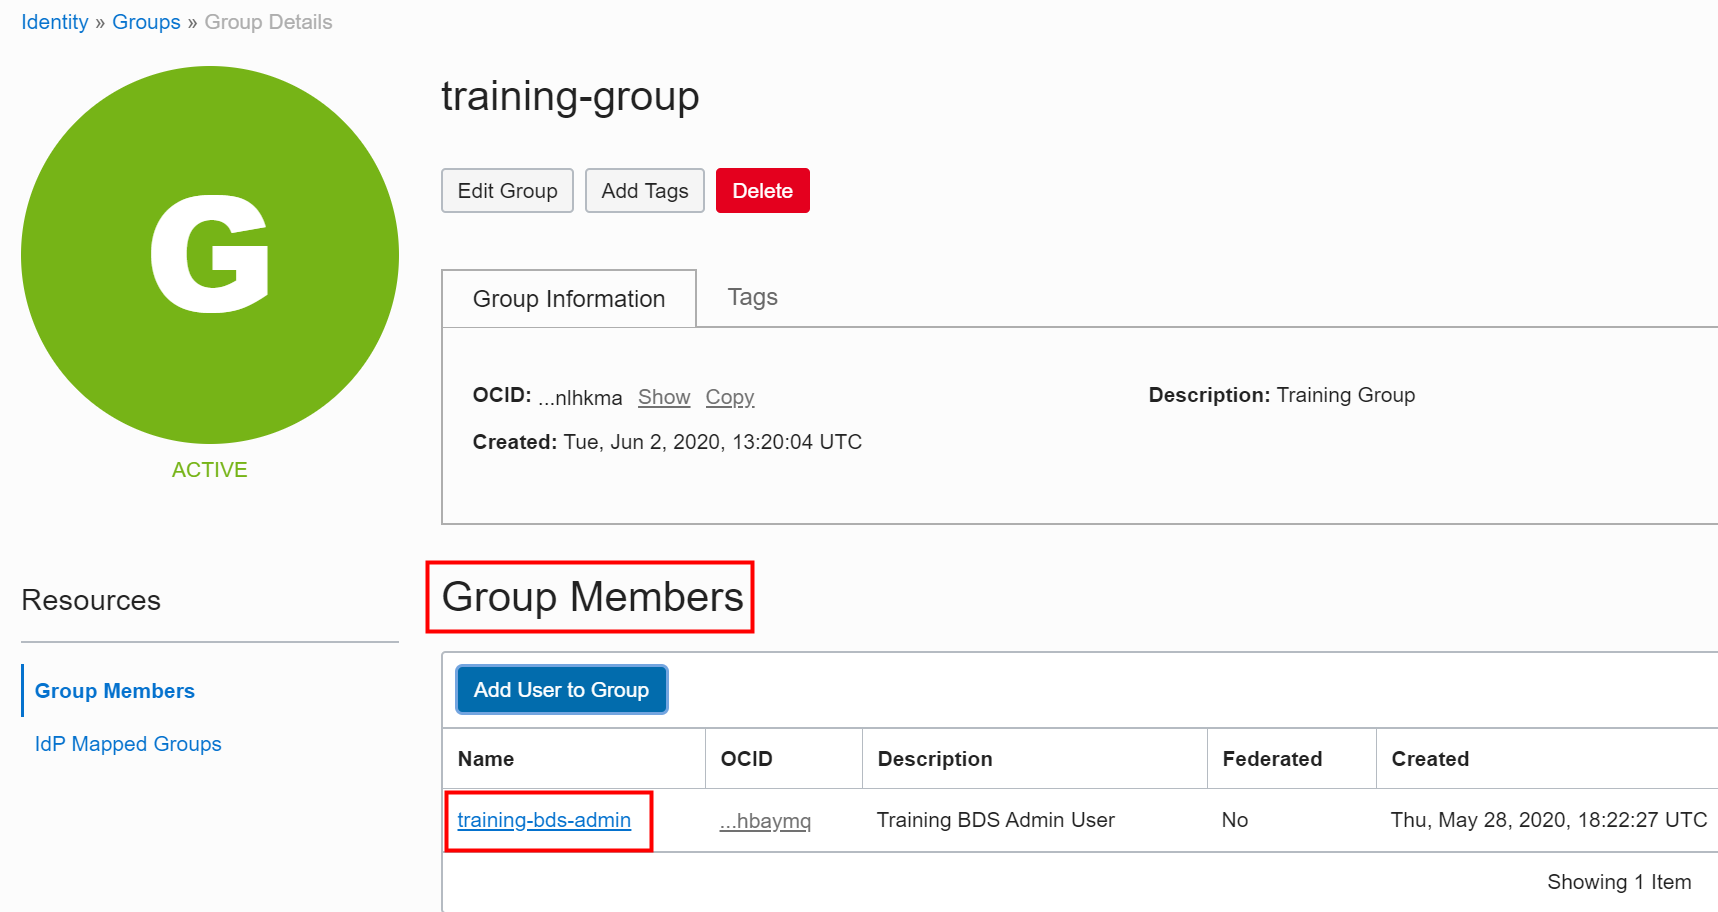 Identity » Groups » Group Details
G
ACTIVE
training-group
Edit Group Add Tags Delete
Group Information Tags
OCID: ...nlhkma Show Copy Description: Training Group
Created: Tue, Jun 2, 2020, 13:20:04 UTC
Resources
Group Members
IdP Mapped Groups
Group Members
Add User to Group
Name OCID Description Federated Created
training-bds-admin ...hbaymq Training BDS Admin User No Thu, May 28, 2020, 18:22:27 UTC
Showing 1 Item